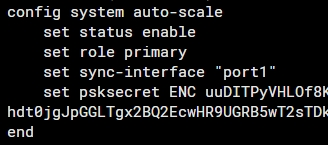 config system auto-scale
set status enable
set role primary
set sync-interface "port1"
set psksecret ENC uuDITPyVHLOf8K
hdt0jgJpGGLTgx2BQ2EcwHR9UGRB5wT2sTDk
end